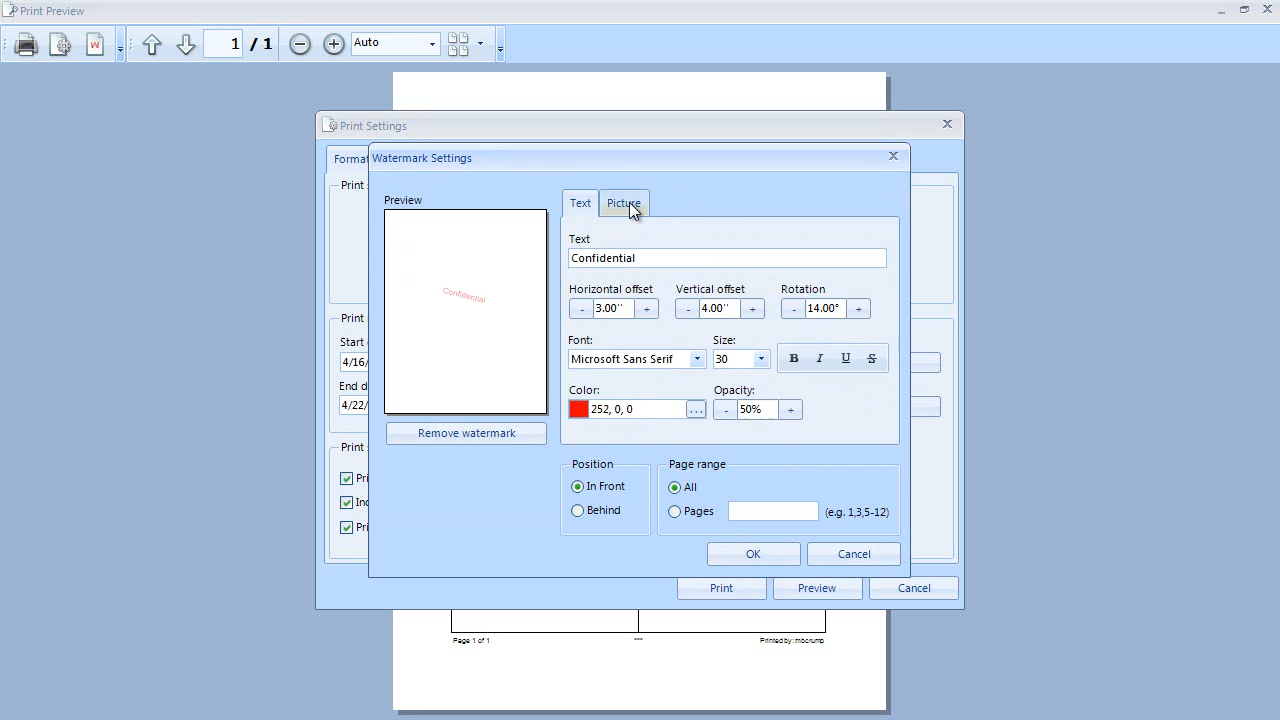 Print Preview
1 / 1 Auto
Print Settings
Format
Watermark Settings
Print
Preview
Confidential
Remove watermark
Text Picture
Text
Confidential
Horizontal offset Vertical offset Rotation
- 3.00'' + - 4.00'' + - 14.00° +
Font: Size:
Microsoft Sans Serif 30 B I U S
Color: Opacity:
252, 0, 0 ... - 50% +
Position Page range
In Front All
Behind Pages (e.g. 1,3,5-12)
OK Cancel
Print
Start
4/16/
End d
4/22/
Print
Pri
Inc
Pri
Print Preview Cancel
Page 1 of 1 *** Printed by: mbcrump